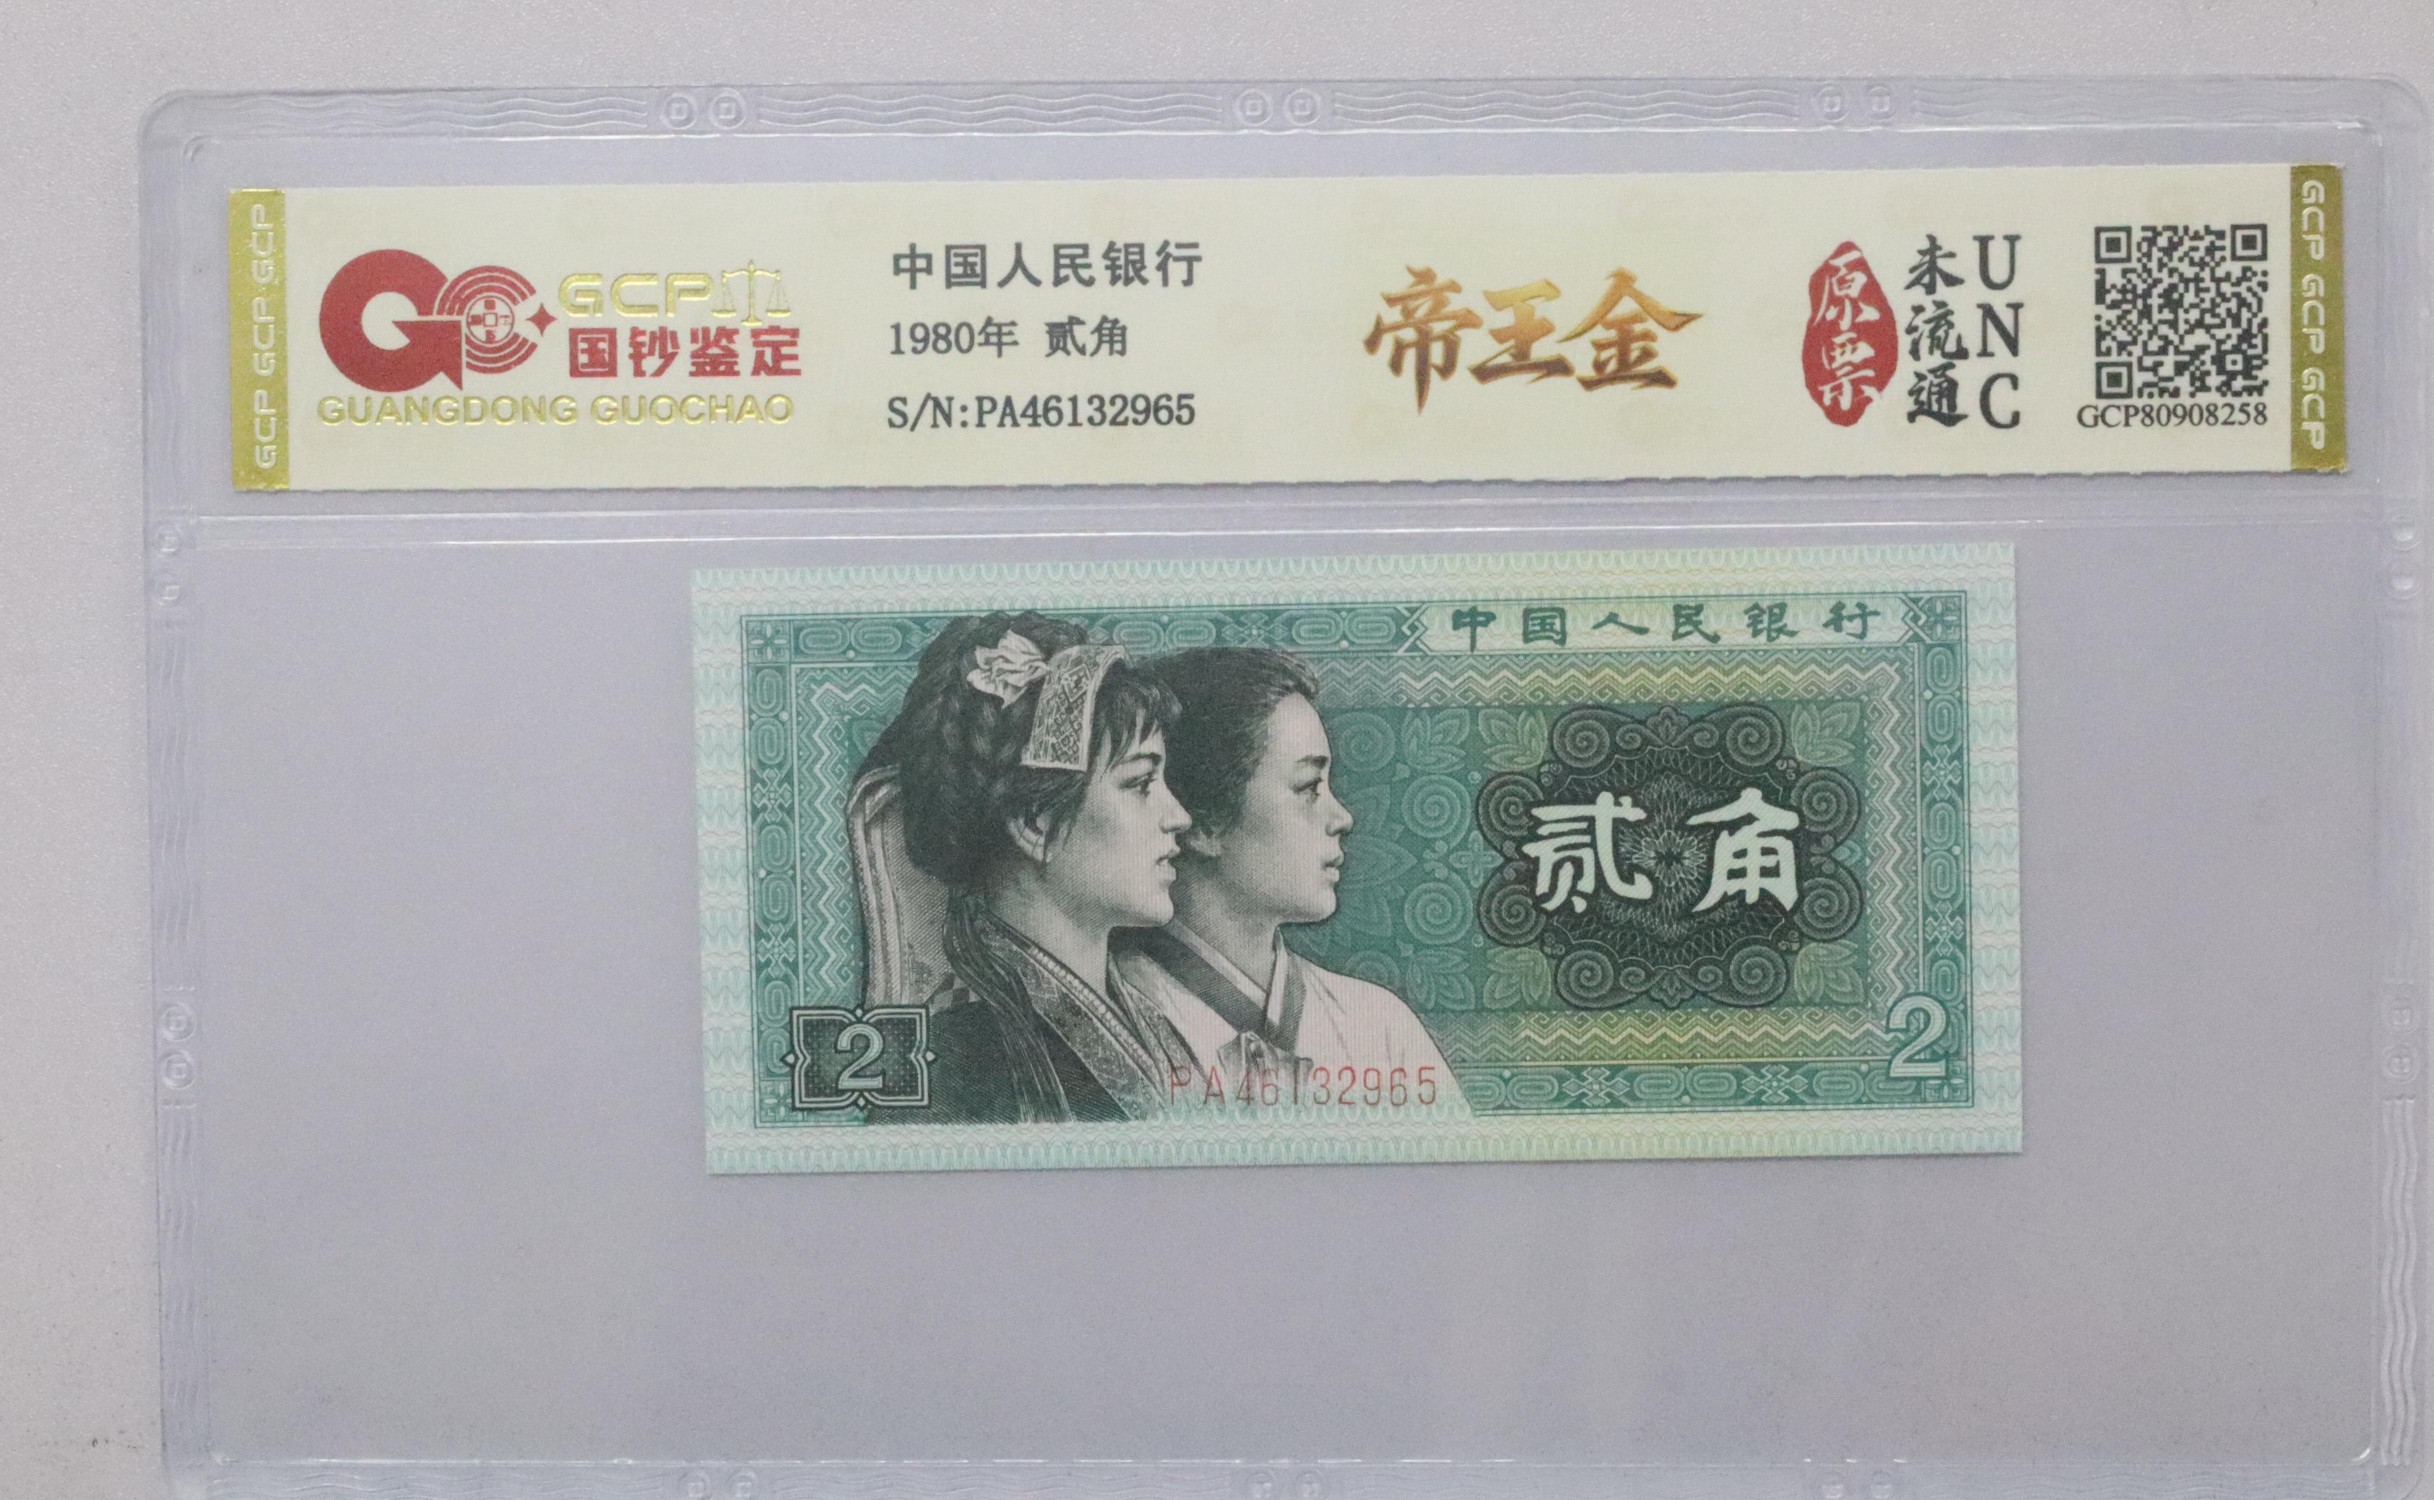 GCP GCP GCP
GCP
国钞鉴定
GUANGDONG GUOCHAO
中国人民银行
1980年 贰角
S/N:PA46132965
帝王金
原票
未流通
UNC
GCP80908258
GCP GCP GCP
中国人民银行
贰角
2
2
PA46132965